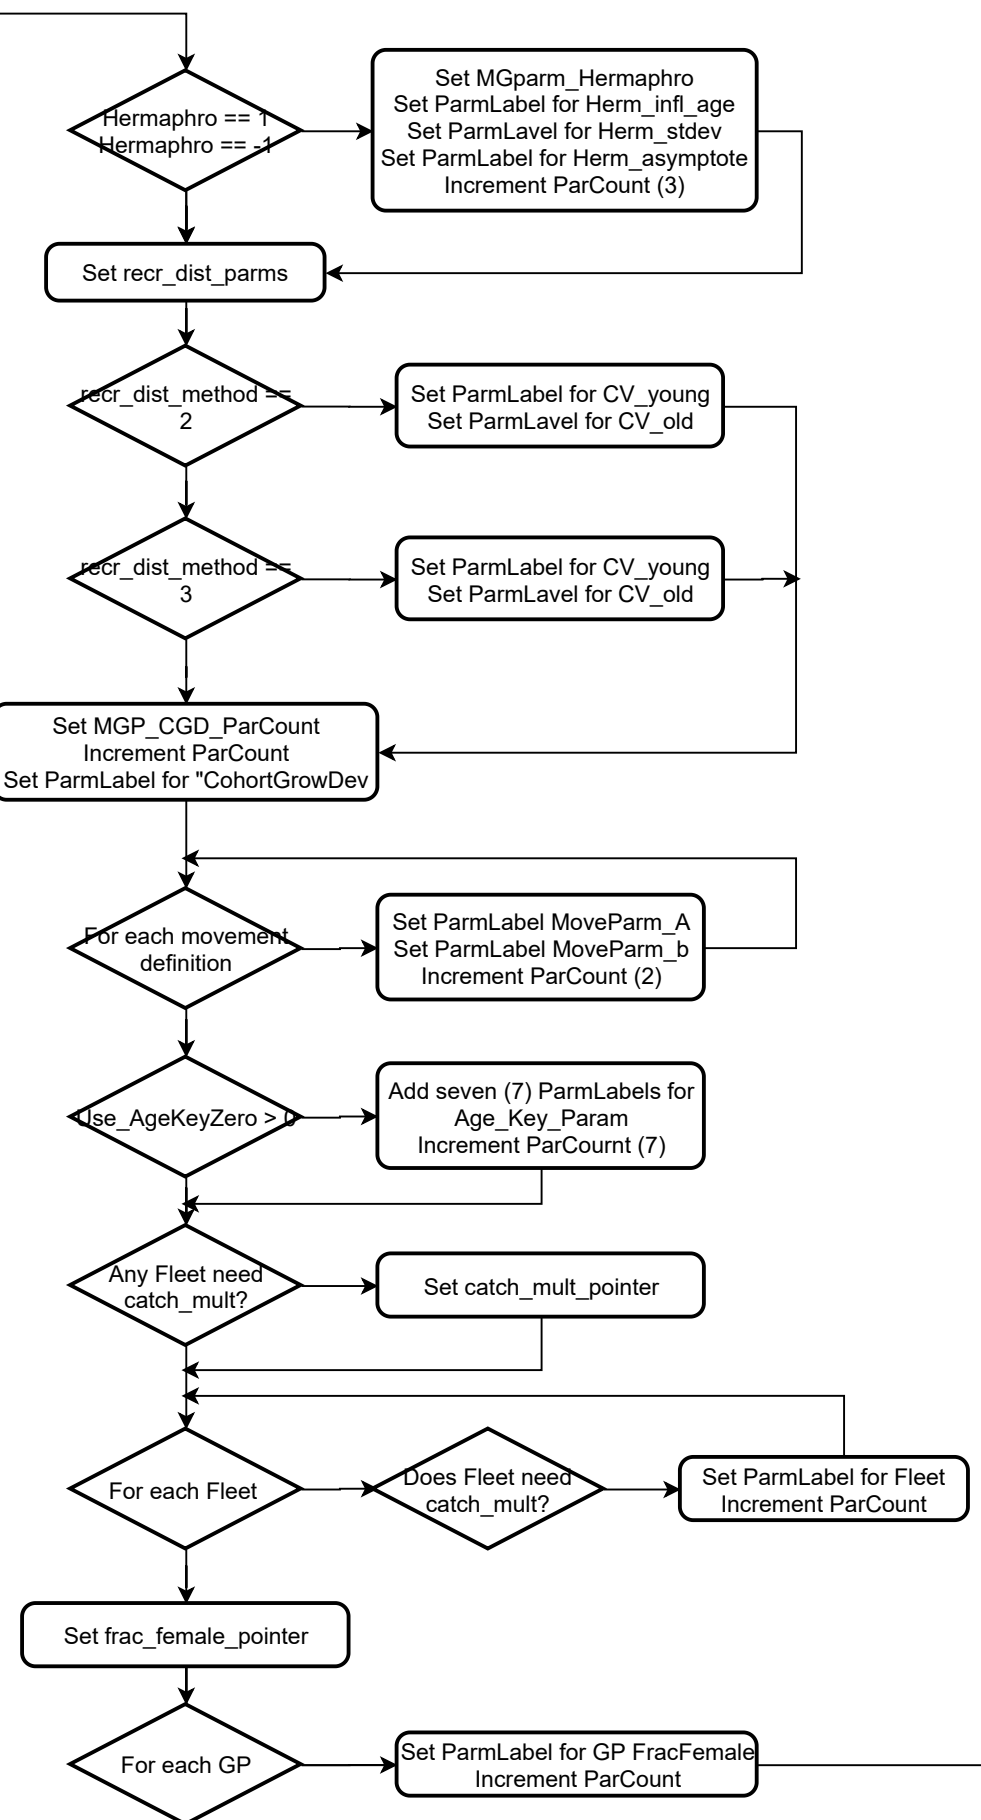 Hermaphro == 1
Hermaphro == -1
Set MGparm_Hermaphro
Set ParmLabel for Herm_infl_age
Set ParmLavel for Herm_stdev
Set ParmLabel for Herm_asymptote
Increment ParCount (3)
Set recr_dist_parms
recr_dist_method ==
2
Set ParmLabel for CV_young
Set ParmLavel for CV_old
recr_dist_method ==
3
Set ParmLabel for CV_young
Set ParmLavel for CV_old
Set MGP_CGD_ParCount
Increment ParCount
Set ParmLabel for "CohortGrowDev
For each movement
definition
Set ParmLabel MoveParm_A
Set ParmLabel MoveParm_b
Increment ParCount (2)
Use_AgeKeyZero > 0
Add seven (7) ParmLabels for
Age_Key_Param
Increment ParCournt (7)
Any Fleet need
catch_mult?
Set catch_mult_pointer
For each Fleet
Does Fleet need
catch_mult?
Set ParmLabel for Fleet
Increment ParCount
Set frac_female_pointer
For each GP
Set ParmLabel for GP FracFemale
Increment ParCount